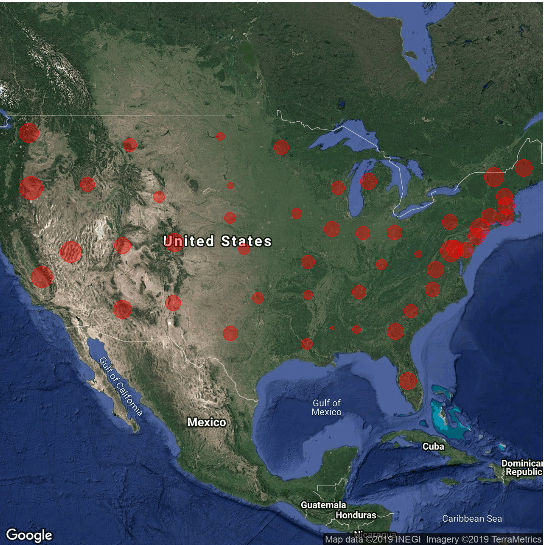 United States
Gulf of California
Gulf of
Mexico
Mexico
Cuba
Dominican
Republic
Guatemala
Honduras
Caribbean Sea
Google
Map data ©2019 INEGI Imagery ©2019 TerraMetrics